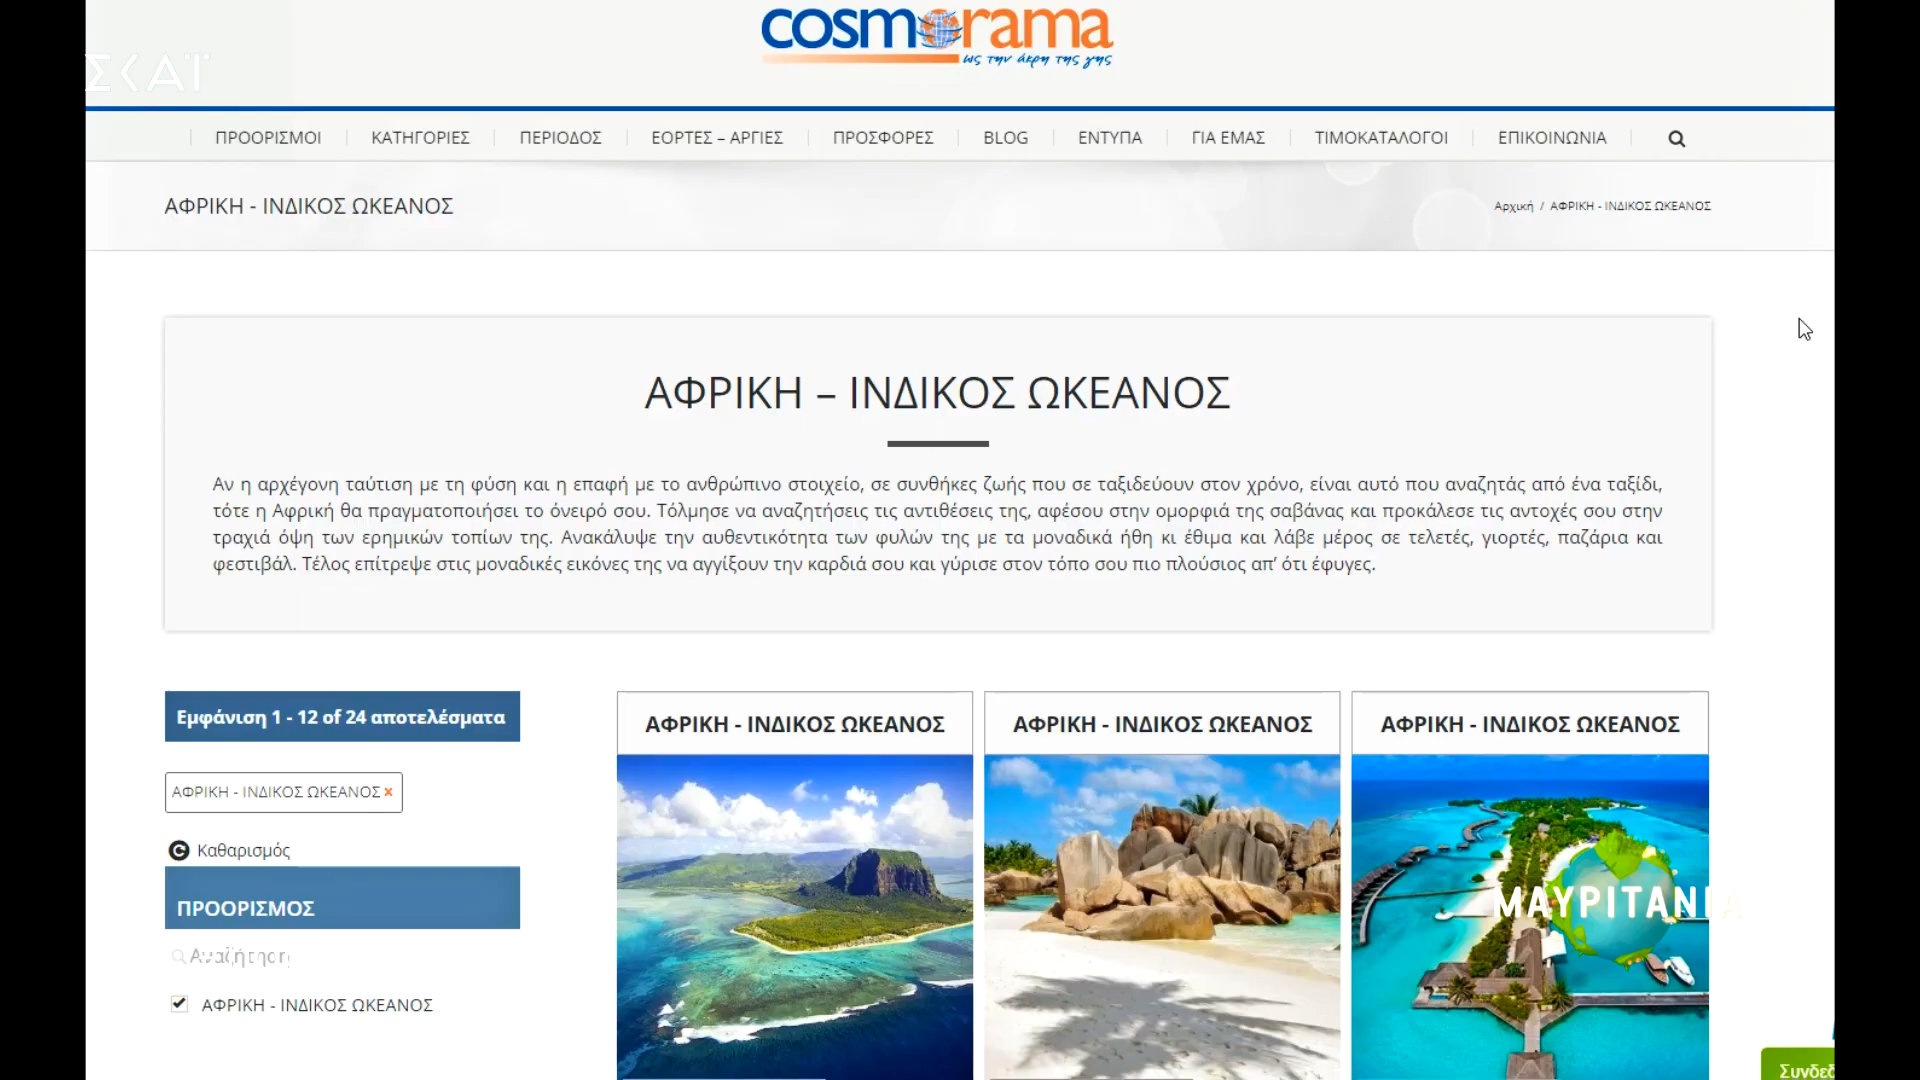 cosmorama
ως την άκρη της γης
ΣΚΑΪ
ΠΡΟΟΡΙΣΜΟΙ
ΚΑΤΗΓΟΡΙΕΣ
ΠΕΡΙΟΔΟΣ
ΕΟΡΤΕΣ – ΑΡΓΙΕΣ
ΠΡΟΣΦΟΡΕΣ
BLOG
ΕΝΤΥΠΑ
ΓΙΑ ΕΜΑΣ
ΤΙΜΟΚΑΤΑΛΟΓΟΙ
ΕΠΙΚΟΙΝΩΝΙΑ
ΑΦΡΙΚΗ - ΙΝΔΙΚΟΣ ΩΚΕΑΝΟΣ
Αρχική / ΑΦΡΙΚΗ - ΙΝΔΙΚΟΣ ΩΚΕΑΝΟΣ
ΑΦΡΙΚΗ – ΙΝΔΙΚΟΣ ΩΚΕΑΝΟΣ
Αν η αρχέγονη ταύτιση με τη φύση και η επαφή με το ανθρώπινο στοιχείο, σε συνθήκες ζωής που σε ταξιδεύουν στον χρόνο, είναι αυτό που αναζητάς από ένα ταξίδι,
τότε η Αφρική θα πραγματοποιήσει το όνειρό σου. Τόλμησε να αναζητήσεις τις αντιθέσεις της, αφέσου στην ομορφιά της σαβάνας και προκάλεσε τις αντοχές σου στην
τραχιά όψη των ερημικών τοπίων της. Ανακάλυψε την αυθεντικότητα των φυλών της με τα μοναδικά ήθη κι έθιμα και λάβε μέρος σε τελετές, γιορτές, παζάρια και
φεστιβάλ. Τέλος επίτρεψε στις μοναδικές εικόνες της να αγγίξουν την καρδιά σου και γύρισε στον τόπο σου πιο πλούσιος απ’ ότι έφυγες.
Εμφάνιση 1 - 12 of 24 αποτελέσματα
ΑΦΡΙΚΗ - ΙΝΔΙΚΟΣ ΩΚΕΑΝΟΣ
Καθαρισμός
ΠΡΟΟΡΙΣΜΟΣ
Αναζήτηση
ΑΦΡΙΚΗ - ΙΝΔΙΚΟΣ ΩΚΕΑΝΟΣ
ΑΦΡΙΚΗ - ΙΝΔΙΚΟΣ ΩΚΕΑΝΟΣ
ΑΦΡΙΚΗ - ΙΝΔΙΚΟΣ ΩΚΕΑΝΟΣ
ΑΦΡΙΚΗ - ΙΝΔΙΚΟΣ ΩΚΕΑΝΟΣ
ΜΑΥΡΙΤΑΝΙΑ